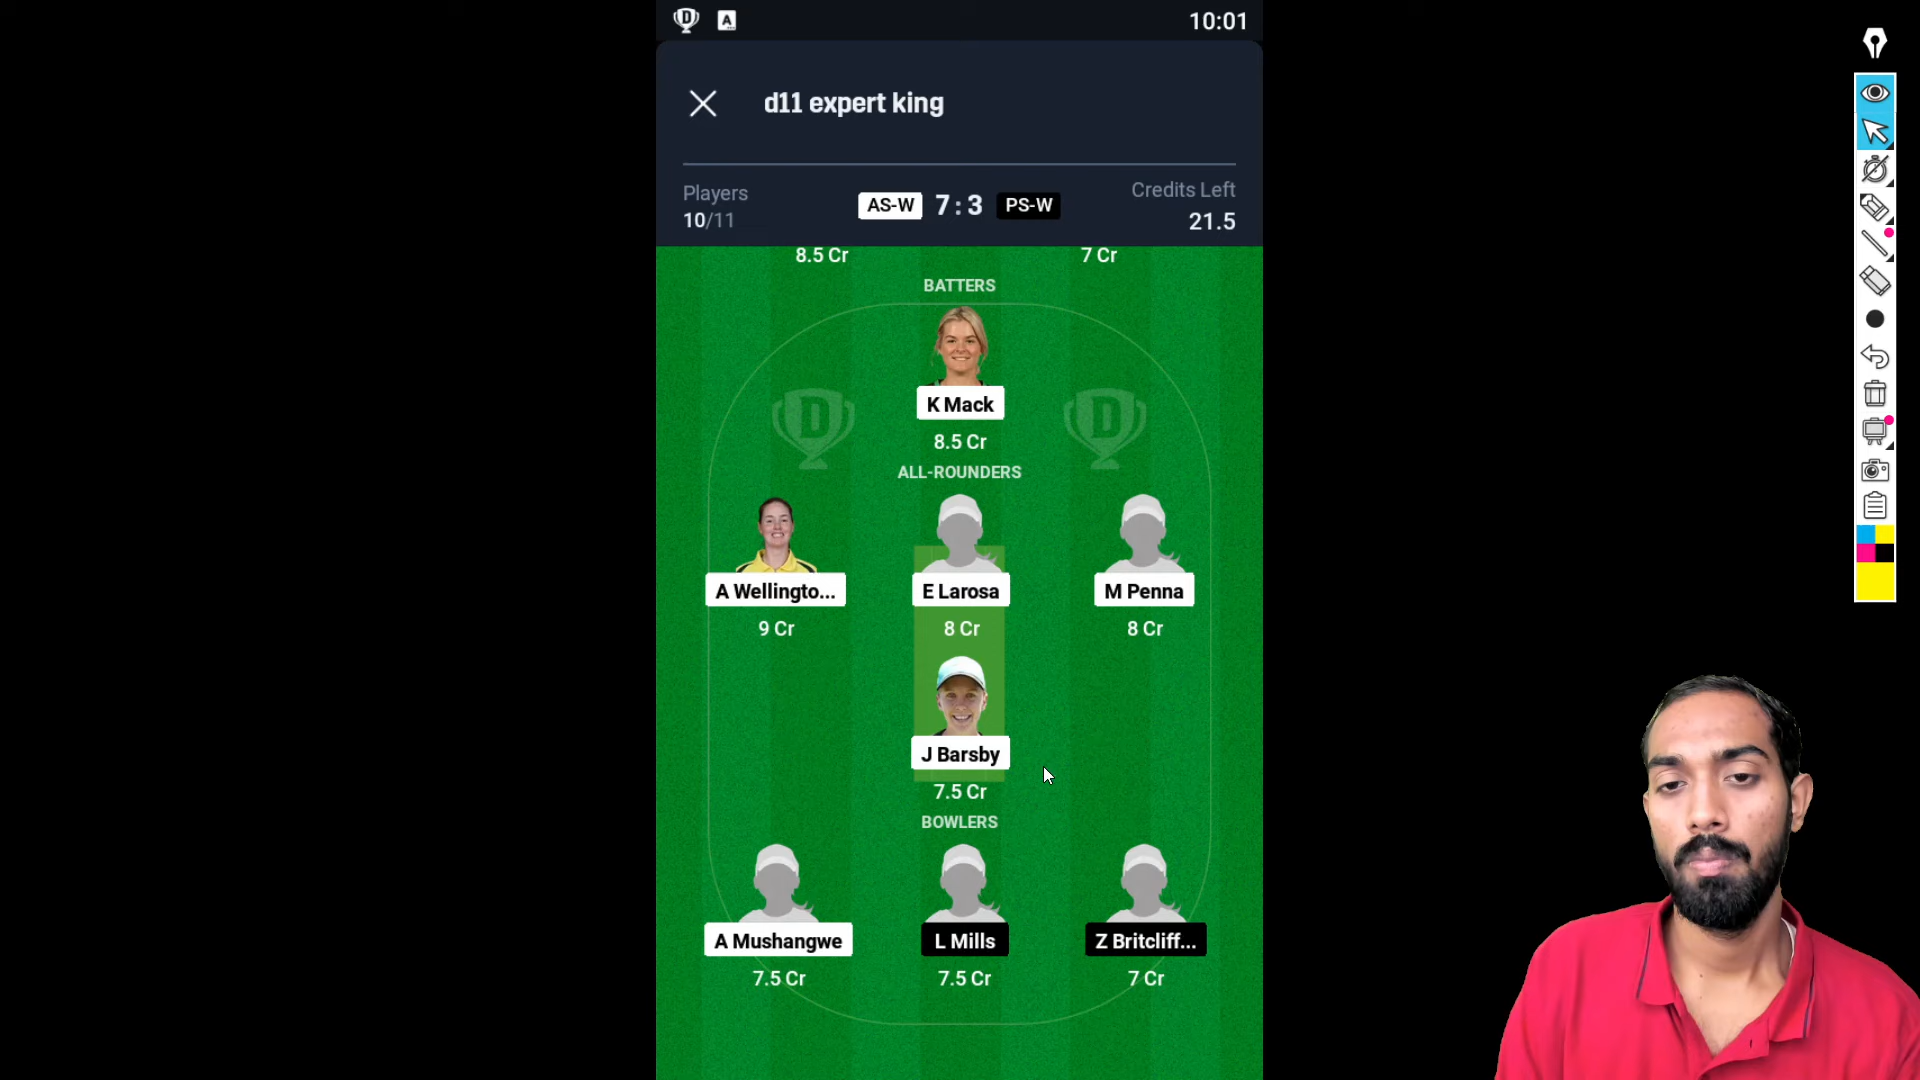 D A 10:01
d11 expert king
Players Credits Left
10/11 AS-W 7 : 3 PS-W 21.5
8.5 Cr 7 Cr
BATTERS
D D
K Mack
8.5 Cr
ALL-ROUNDERS
A Wellingto... E Larosa M Penna
9 Cr 8 Cr 8 Cr
J Barsby
7.5 Cr
BOWLERS
A Mushangwe L Mills Z Britcliff...
7.5 Cr 7.5 Cr 7 Cr